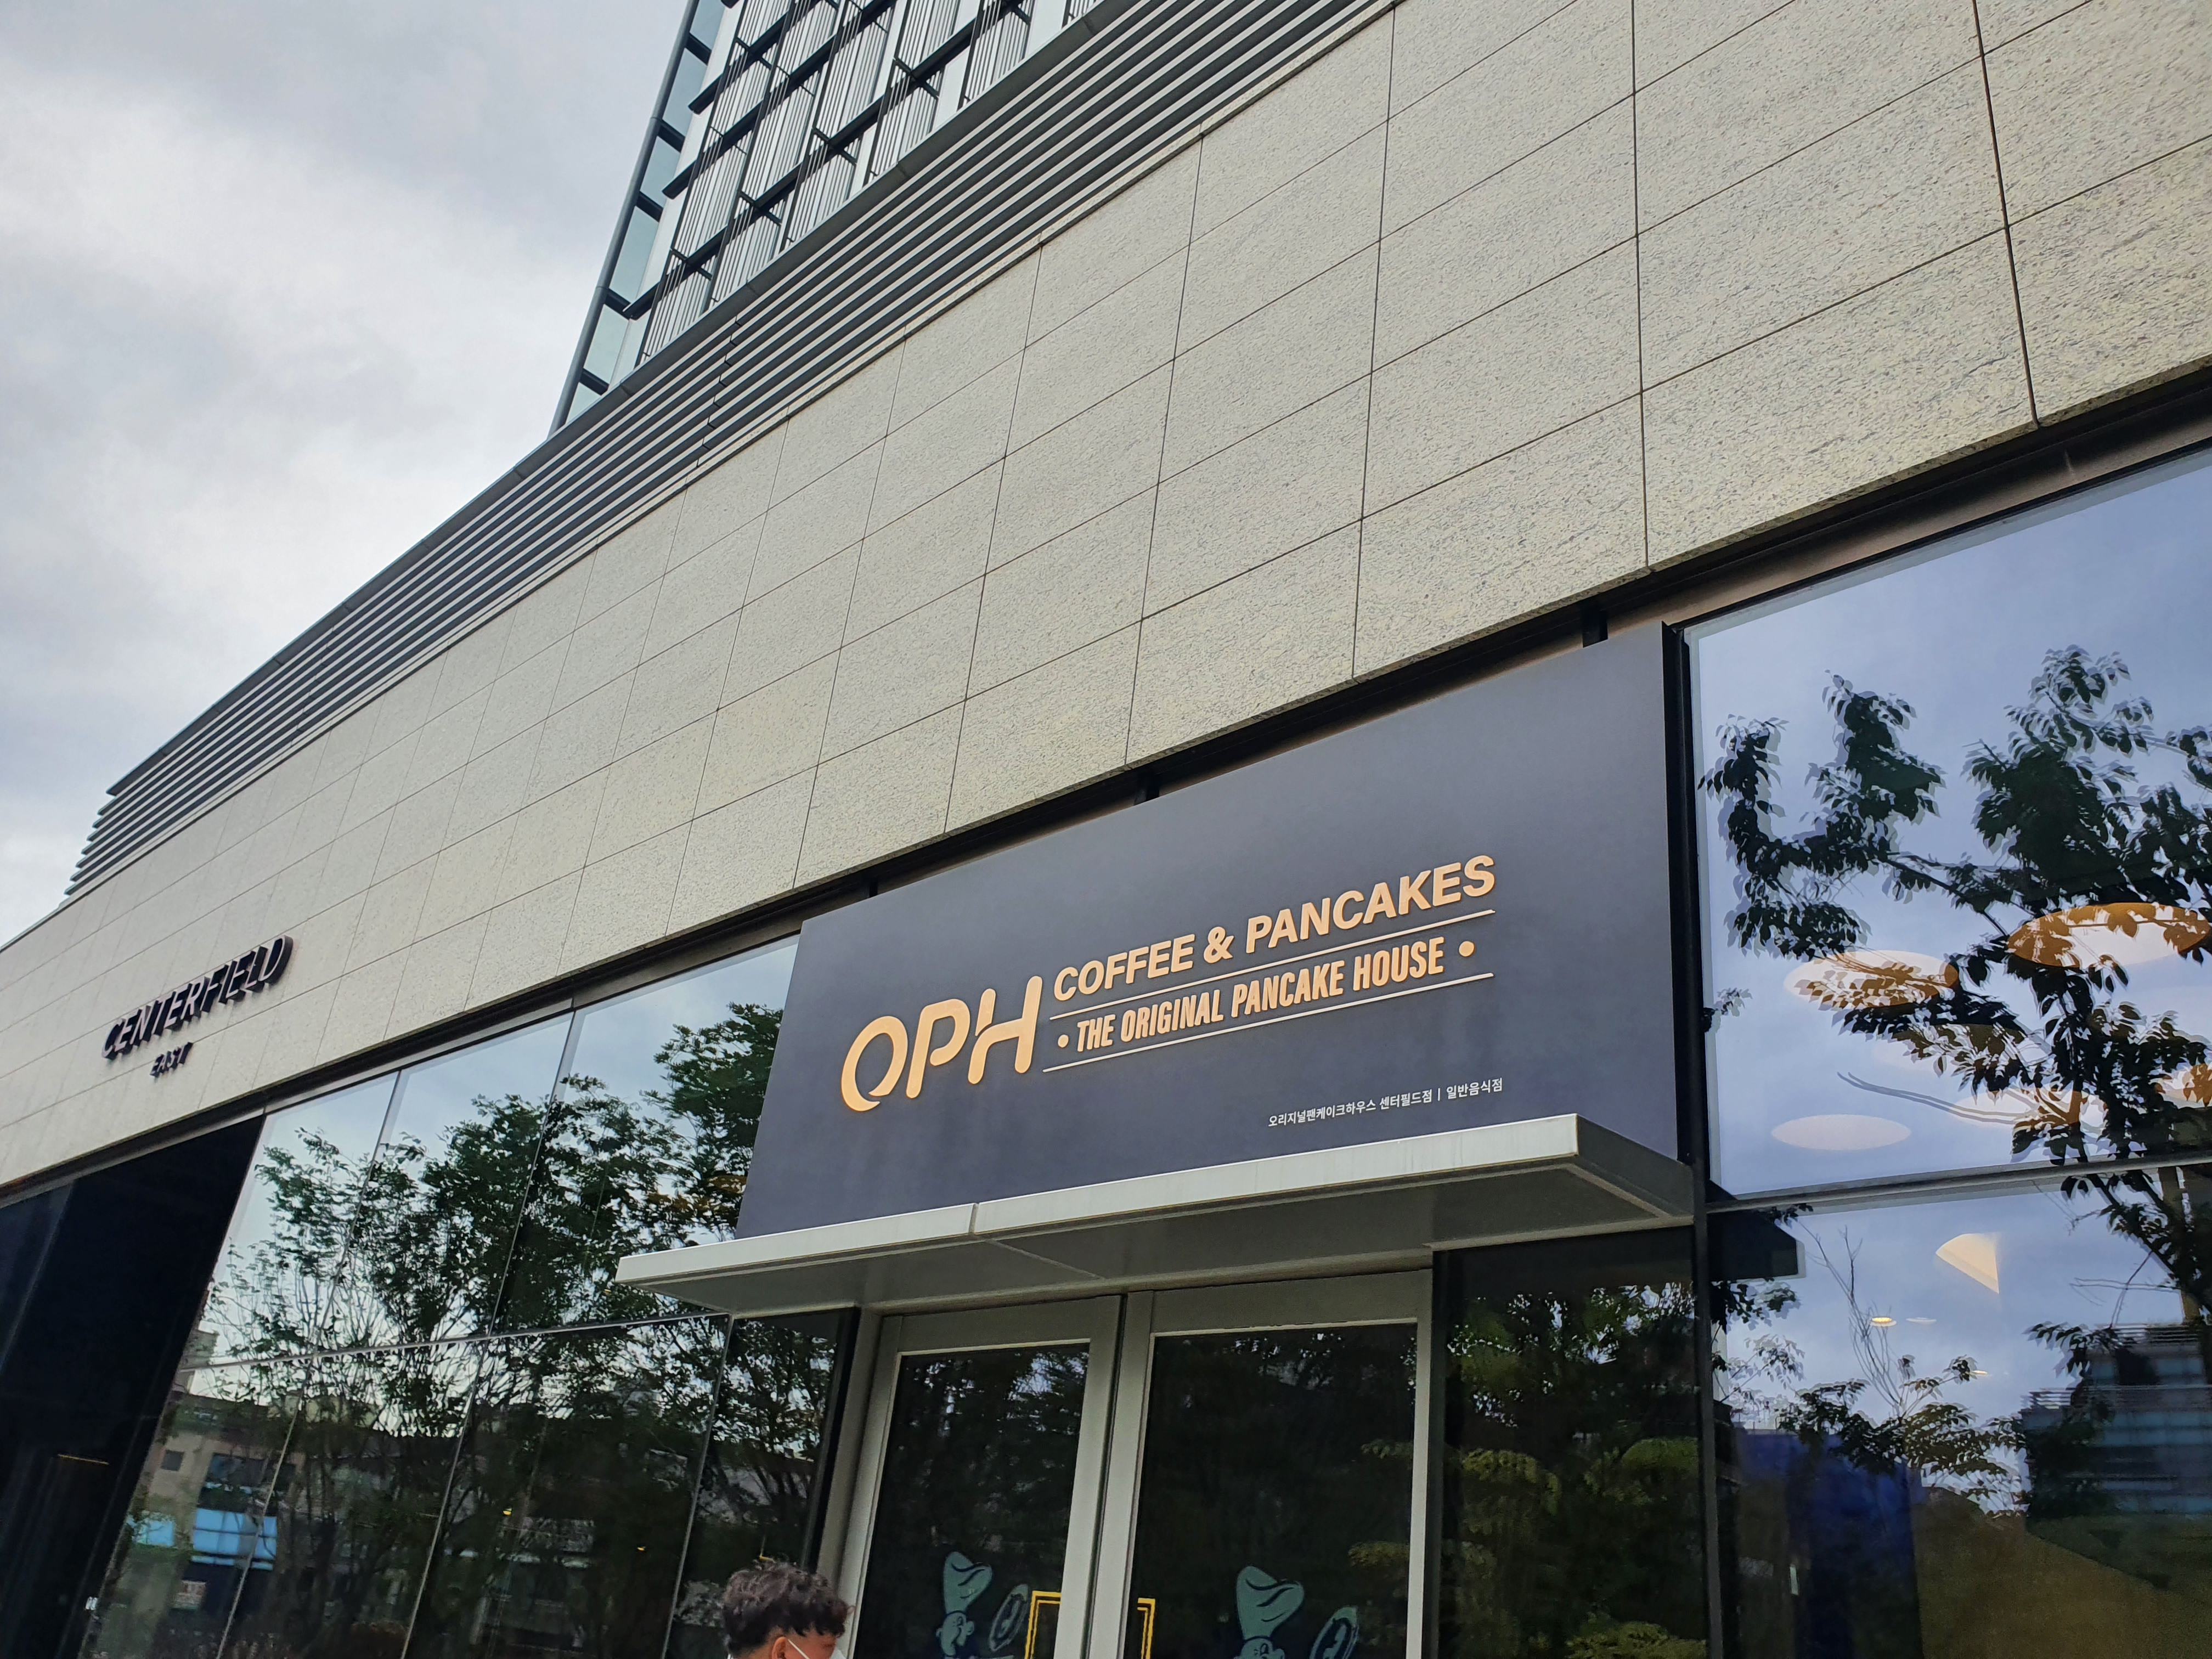 CENTERFIELD
EAST
OPH
COFFEE & PANCAKES
• THE ORIGINAL PANCAKE HOUSE •
오리지널팬케이크하우스 센터필드점 | 일반음식점